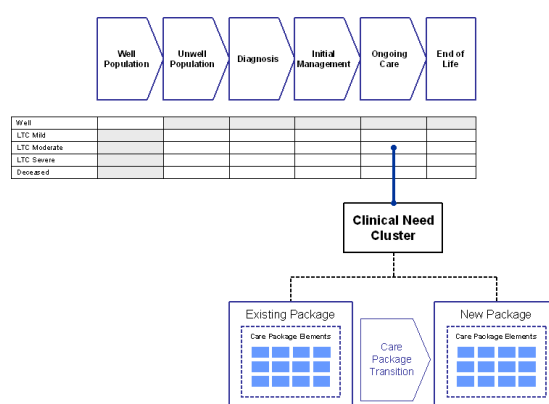 Well
Population
Unwell
Population
Diagnosis
Initial
Management
Ongoing
Care
End of
Life
Well
LTC Mild
LTC Moderate
LTC Severe
Deceased
Clinical Need
Cluster
Existing Package
Care Package Elements
Care
Package
Transition
New Package
Care Package Elements